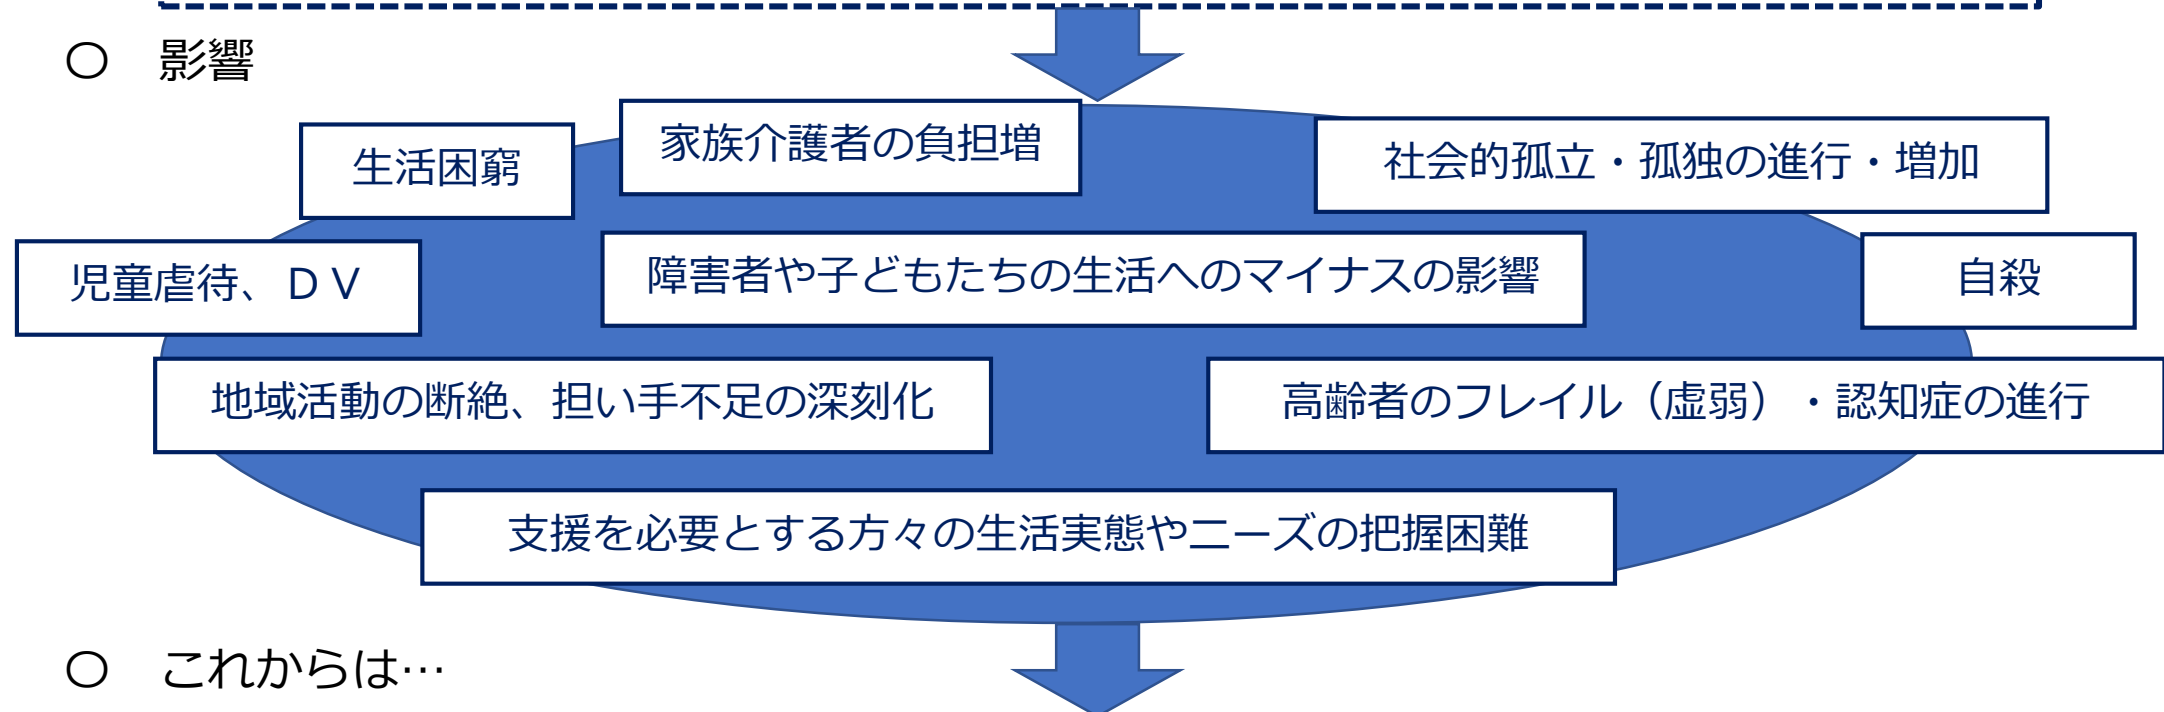 〇　影響
生活困窮
家族介護者の負担増
社会的孤立・孤独の進行・増加
児童虐待、ＤＶ
障害者や子どもたちの生活へのマイナスの影響
自殺
地域活動の断絶、担い手不足の深刻化
高齢者のフレイル（虚弱）・認知症の進行
支援を必要とする方々の生活実態やニーズの把握困難
〇　これからは…